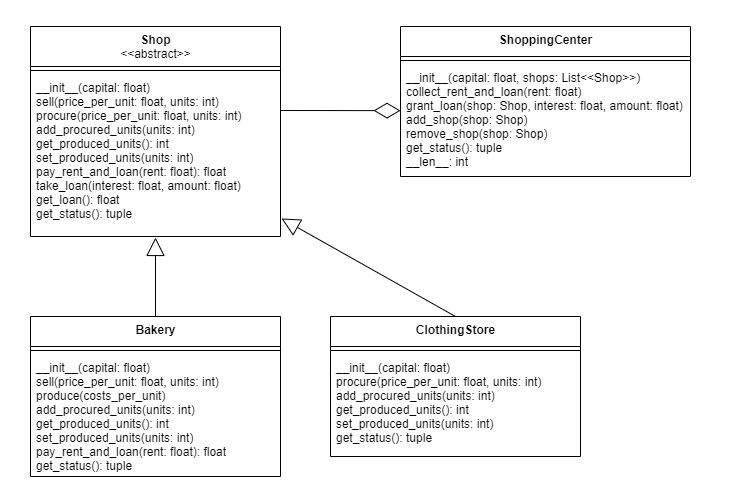 Shop
<<abstract>>
__init__(capital: float)
sell(price_per_unit: float, units: int)
procure(price_per_unit: float, units: int)
add_procured_units(units: int)
get_produced_units(): int
set_produced_units(units: int)
pay_rent_and_loan(rent: float): float
take_loan(interest: float, amount: float)
get_loan(): float
get_status(): tuple
ShoppingCenter
__init__(capital: float, shops: List<<Shop>>)
collect_rent_and_loan(rent: float)
grant_loan(shop: Shop, interest: float, amount: float)
add_shop(shop: Shop)
remove_shop(shop: Shop)
get_status(): tuple
__len__: int
Bakery
__init__(capital: float)
sell(price_per_unit: float, units: int)
produce(costs_per_unit)
add_procured_units(units: int)
get_produced_units(): int
set_produced_units(units: int)
pay_rent_and_loan(rent: float): float
get_status(): tuple
ClothingStore
__init__(capital: float)
procure(price_per_unit: float, units: int)
add_procured_units(units: int)
get_produced_units(): int
set_produced_units(units: int)
get_status(): tuple